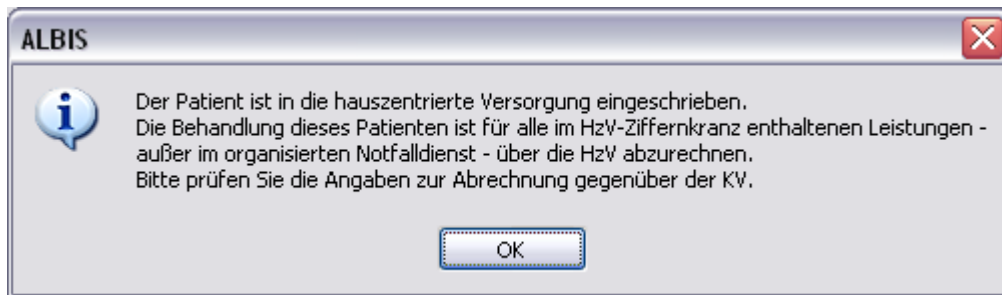 ALBIS
Der Patient ist in die hauszentrierte Versorgung eingeschrieben.
Die Behandlung dieses Patienten ist für alle im HzV-Ziffernkranz enthaltenen Leistungen -
außer im organisierten Notfalldienst - über die HzV abzurechnen.
Bitte prüfen Sie die Angaben zur Abrechnung gegenüber der KV.
OK